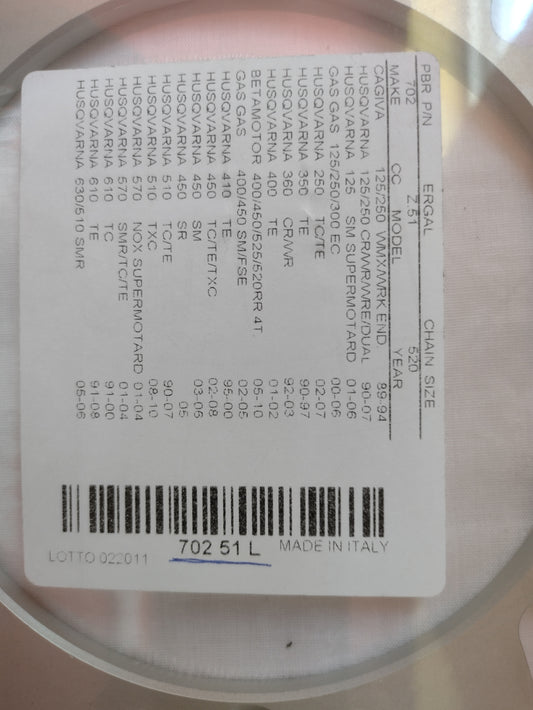 PBR P/N ERGAL CHAIN SIZE
702 Z 51 520
MAKE CC MODEL YEAR
CAGIVA 125/250 WMX/WRK END. 89-94
HUSQVARNA 125/250 CR/WR/WRE/DUAL 90-07
HUSQVARNA 125 SM SUPERMOTARD 01-06
GAS GAS 125/250/300 EC 00-06
HUSQVARNA 250 TC/TE 02-07
HUSQVARNA 350 TE 90-97
HUSQVARNA 360 CR/WR 92-03
HUSQVARNA 400 TE 01-02
BETAMOTOR 400/450/525/520RR 4T. 05-10
GAS GAS 400/450 SM/FSE 02-05
HUSQVARNA 410 TE 95-00
HUSQVARNA 450 TC/TE/TXC 02-08
HUSQVARNA 450 SM 03-05
HUSQVARNA 450 SR 05
HUSQVARNA 510 TC/TE 90-07
HUSQVARNA 510 TXC 08-10
HUSQVARNA 570 NOX SUPERMOTARD 01-04
HUSQVARNA 570 SMR/TC/TE 01-04
HUSQVARNA 610 TC 91-00
HUSQVARNA 610 TE 91-08
HUSQVARNA 630/510 SMR 05-06
MADE IN ITALY
702 51 L
LOTTO 022011